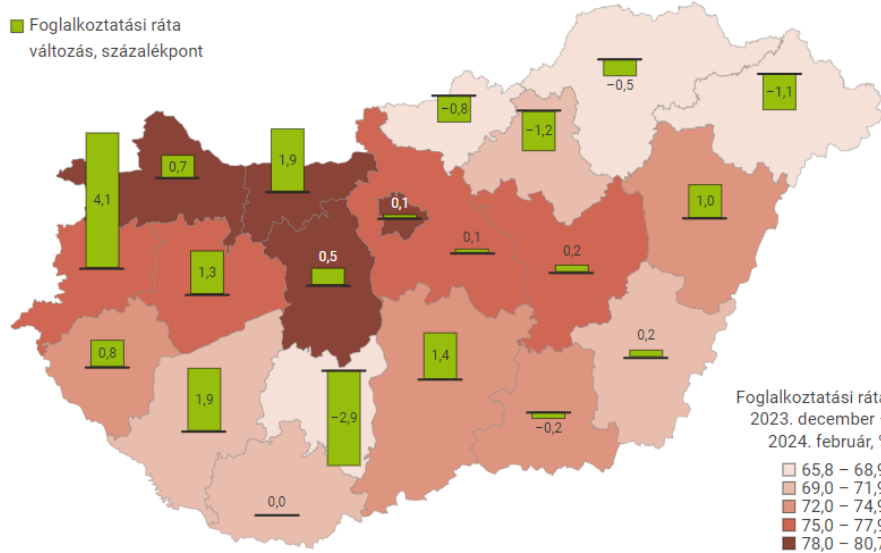 Foglalkoztatási ráta
változás, százalékpont
−0,5
−1,1
−0,8
−1,2
1,9
0,7
4,1
0,1
1,0
0,1
0,2
0,5
1,3
0,2
0,8
1,4
1,9
−2,9
−0,2
0,0
Foglalkoztatási ráta
2023. december –
2024. február, %
65,8 – 68,9
69,0 – 71,9
72,0 – 74,9
75,0 – 77,9
78,0 – 80,7